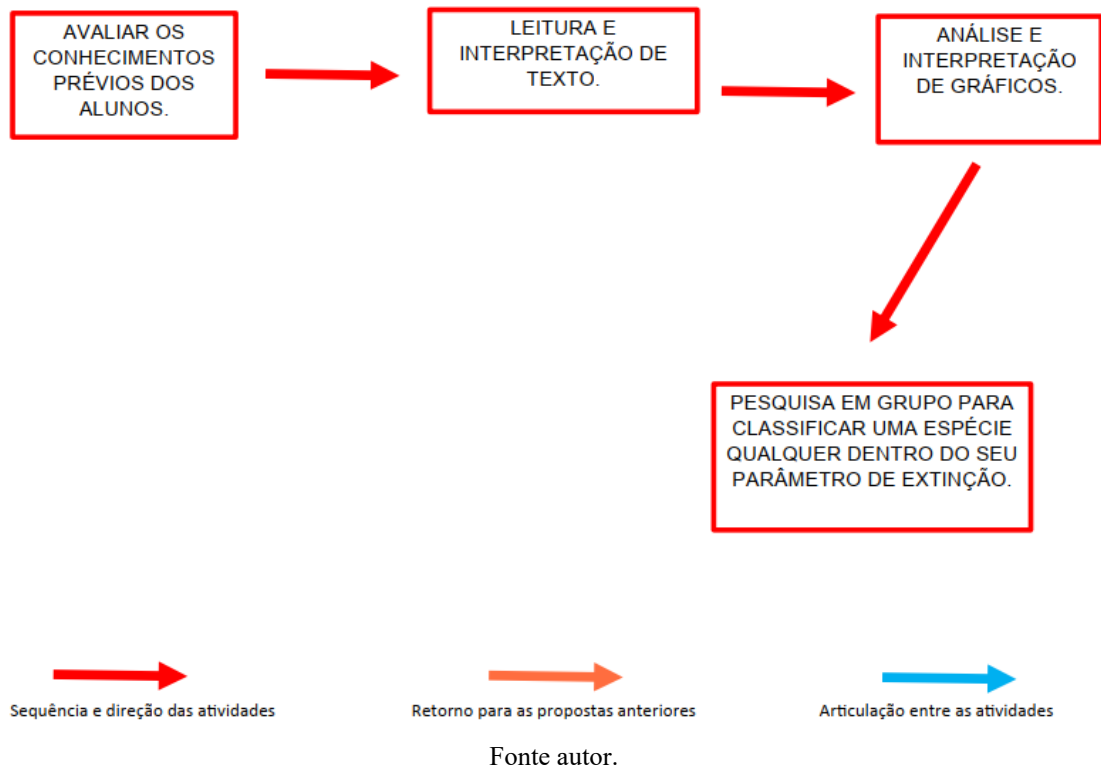 AVALIAR OS
CONHECIMENTOS
PRÉVIOS DOS
ALUNOS.
LEITURA E
INTERPRETAÇÃO DE
TEXTO.
ANÁLISE E
INTERPRETAÇÃO
DE GRÁFICOS.
PESQUISA EM GRUPO PARA
CLASSIFICAR UMA ESPÉCIE
QUALQUER DENTRO DO SEU
PARÂMETRO DE EXTINÇÃO.
Sequência e direção das atividades
Retorno para as propostas anteriores
Articulação entre as atividades
Fonte autor.